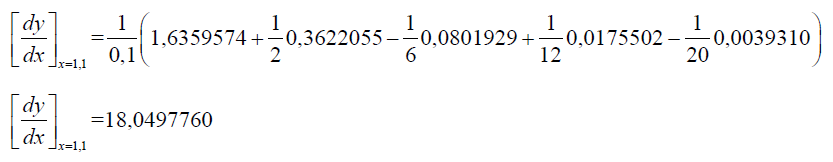 [dy/dx]x=1,1 = 1/0,1 (1,6359574 + 1/2 0,3622055 − 1/6 0,0801929 + 1/12 0,0175502 − 1/20 0,0039310)
[dy/dx]x=1,1 =18,0497760